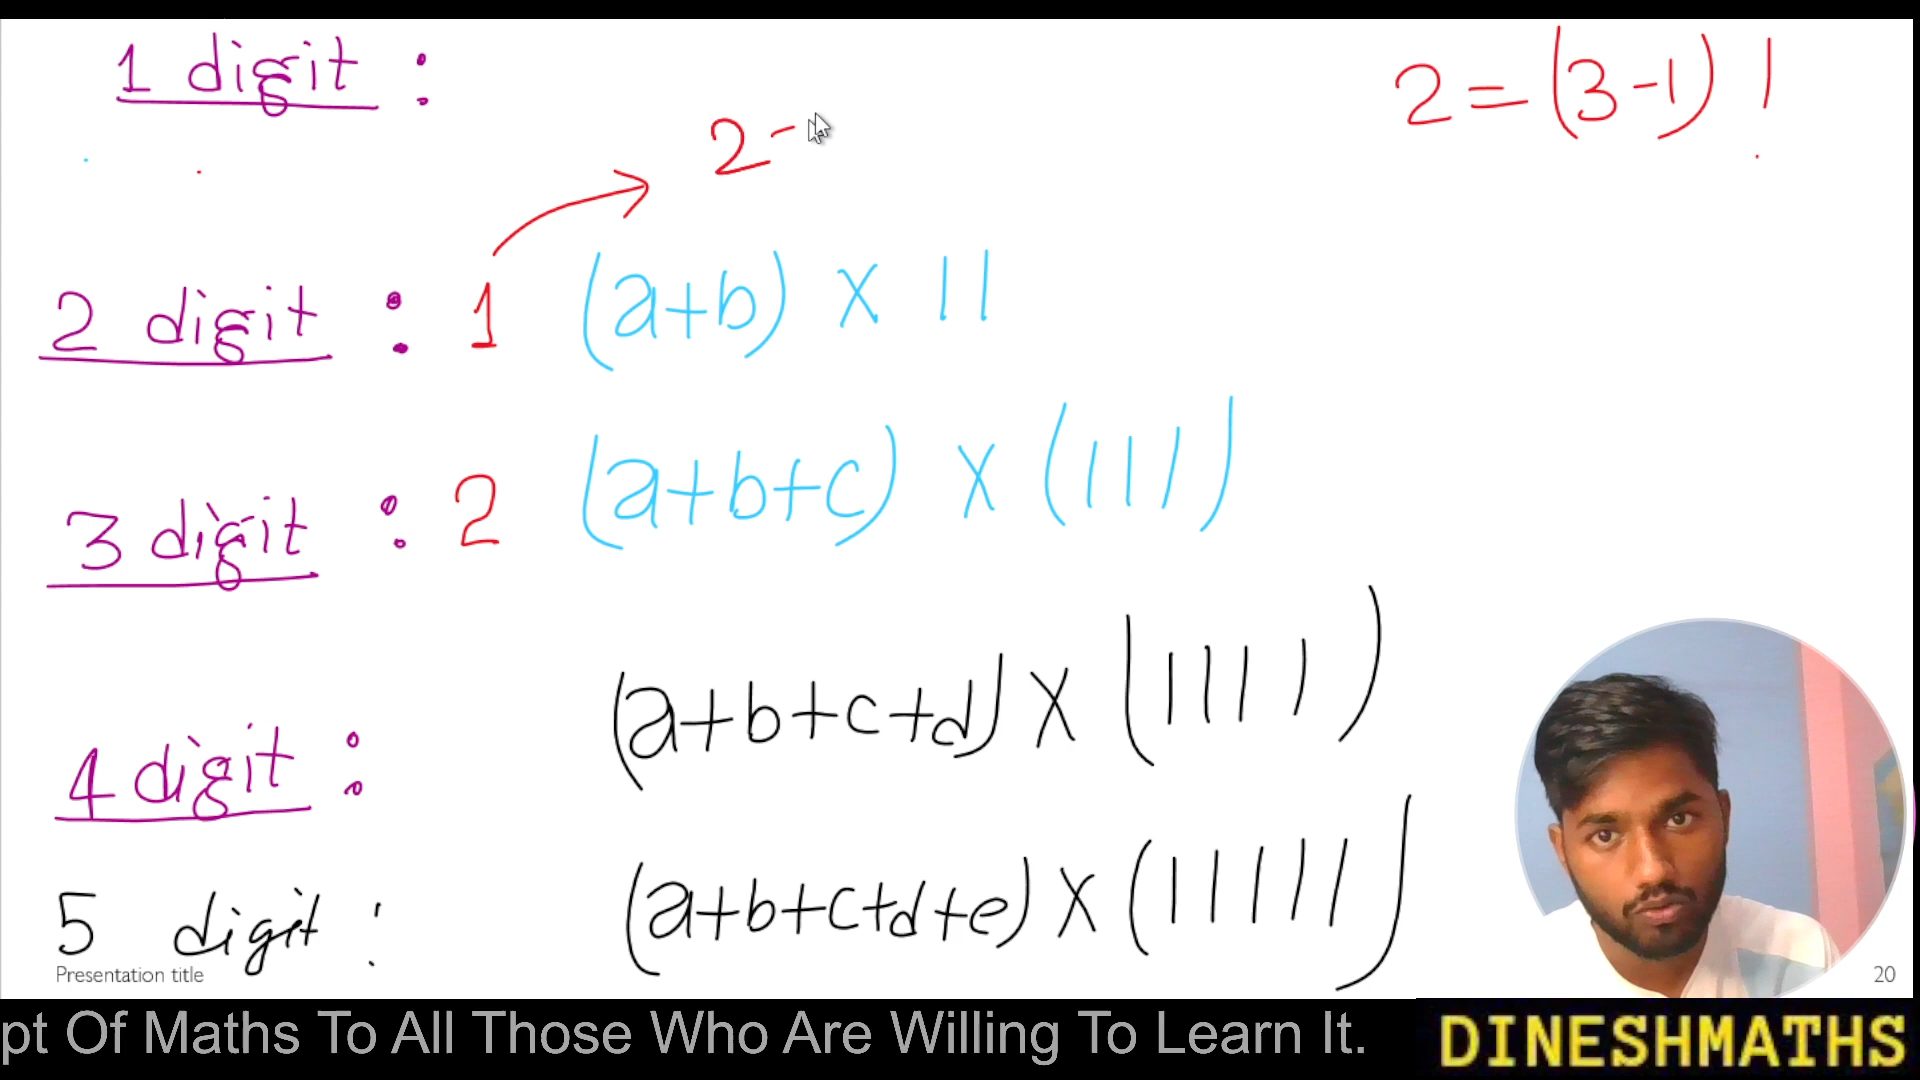 1 digit :
2 = (3-1) !
2 -
2 digit : 1 (a+b) x 11
3 digit : 2 (a+b+c) x (111)
4 digit : (a+b+c+d) x (1111)
5 digit : (a+b+c+d+e) x (11111)
Presentation title
20
pt Of Maths To All Those Who Are Willing To Learn It.
DINESHMATHS